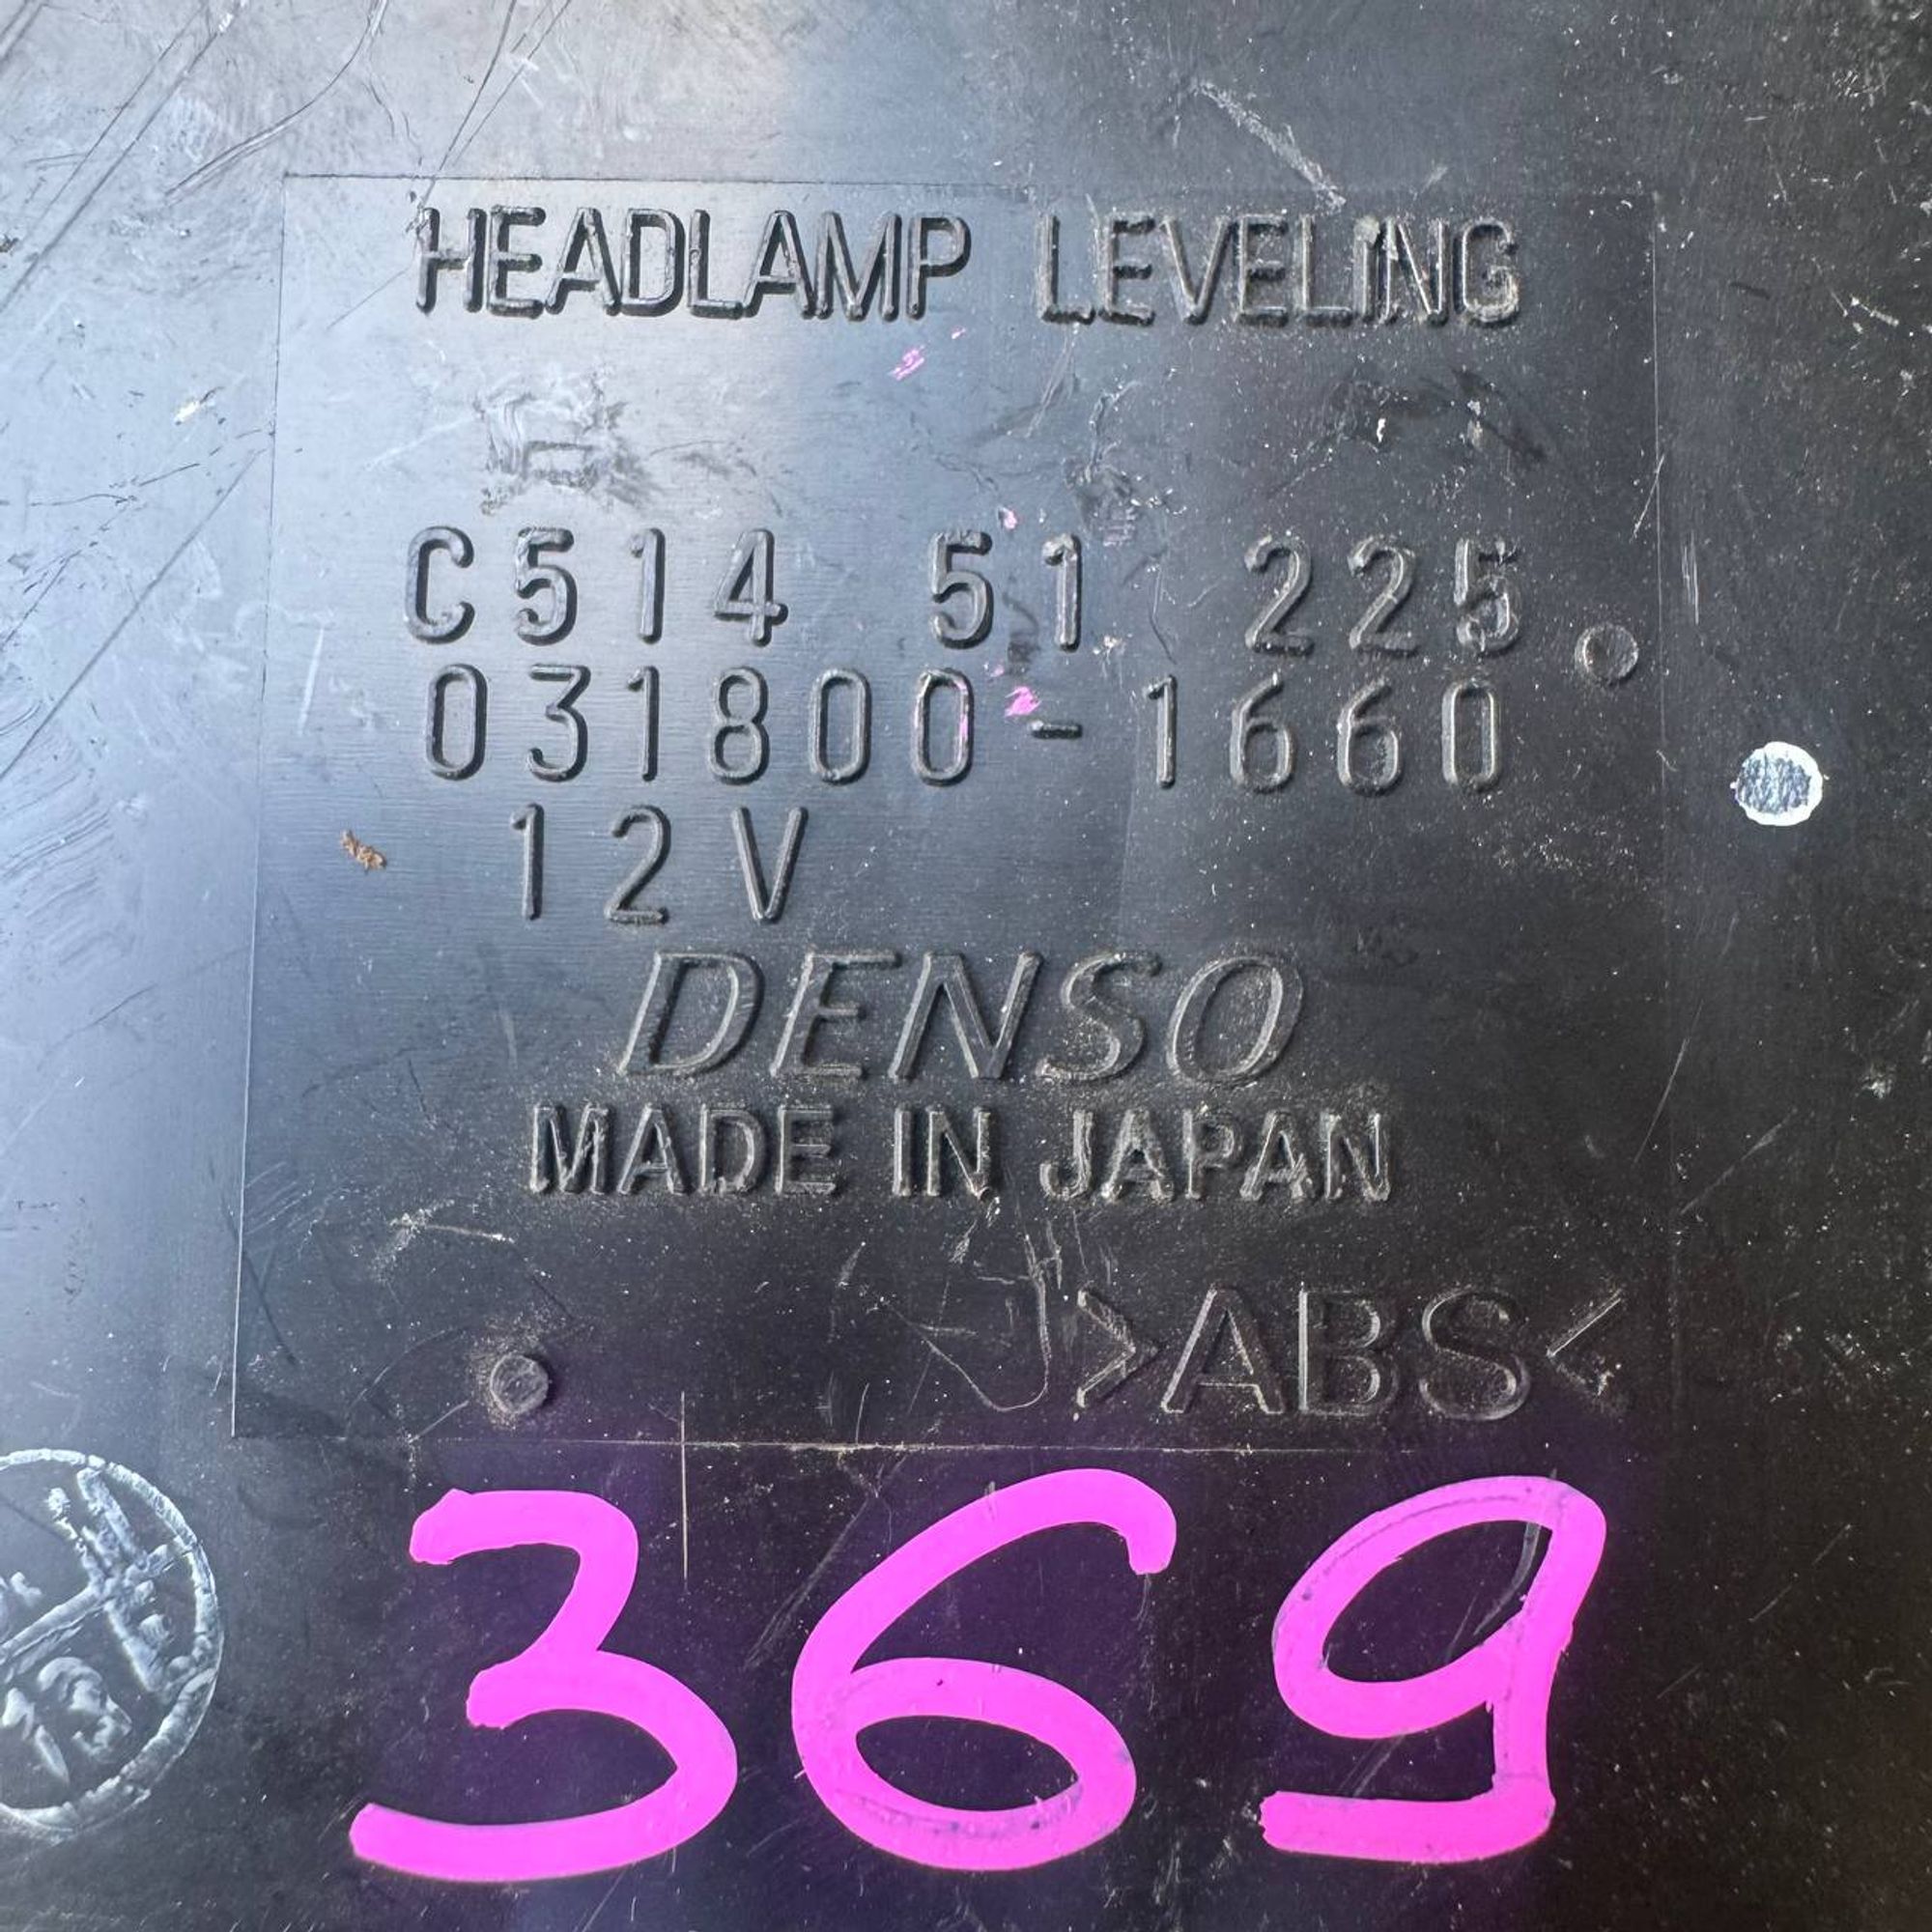 HEADLAMP LEVELING
C514 51 225
031800-1660
12V
DENSO
MADE IN JAPAN
>ABS<
369